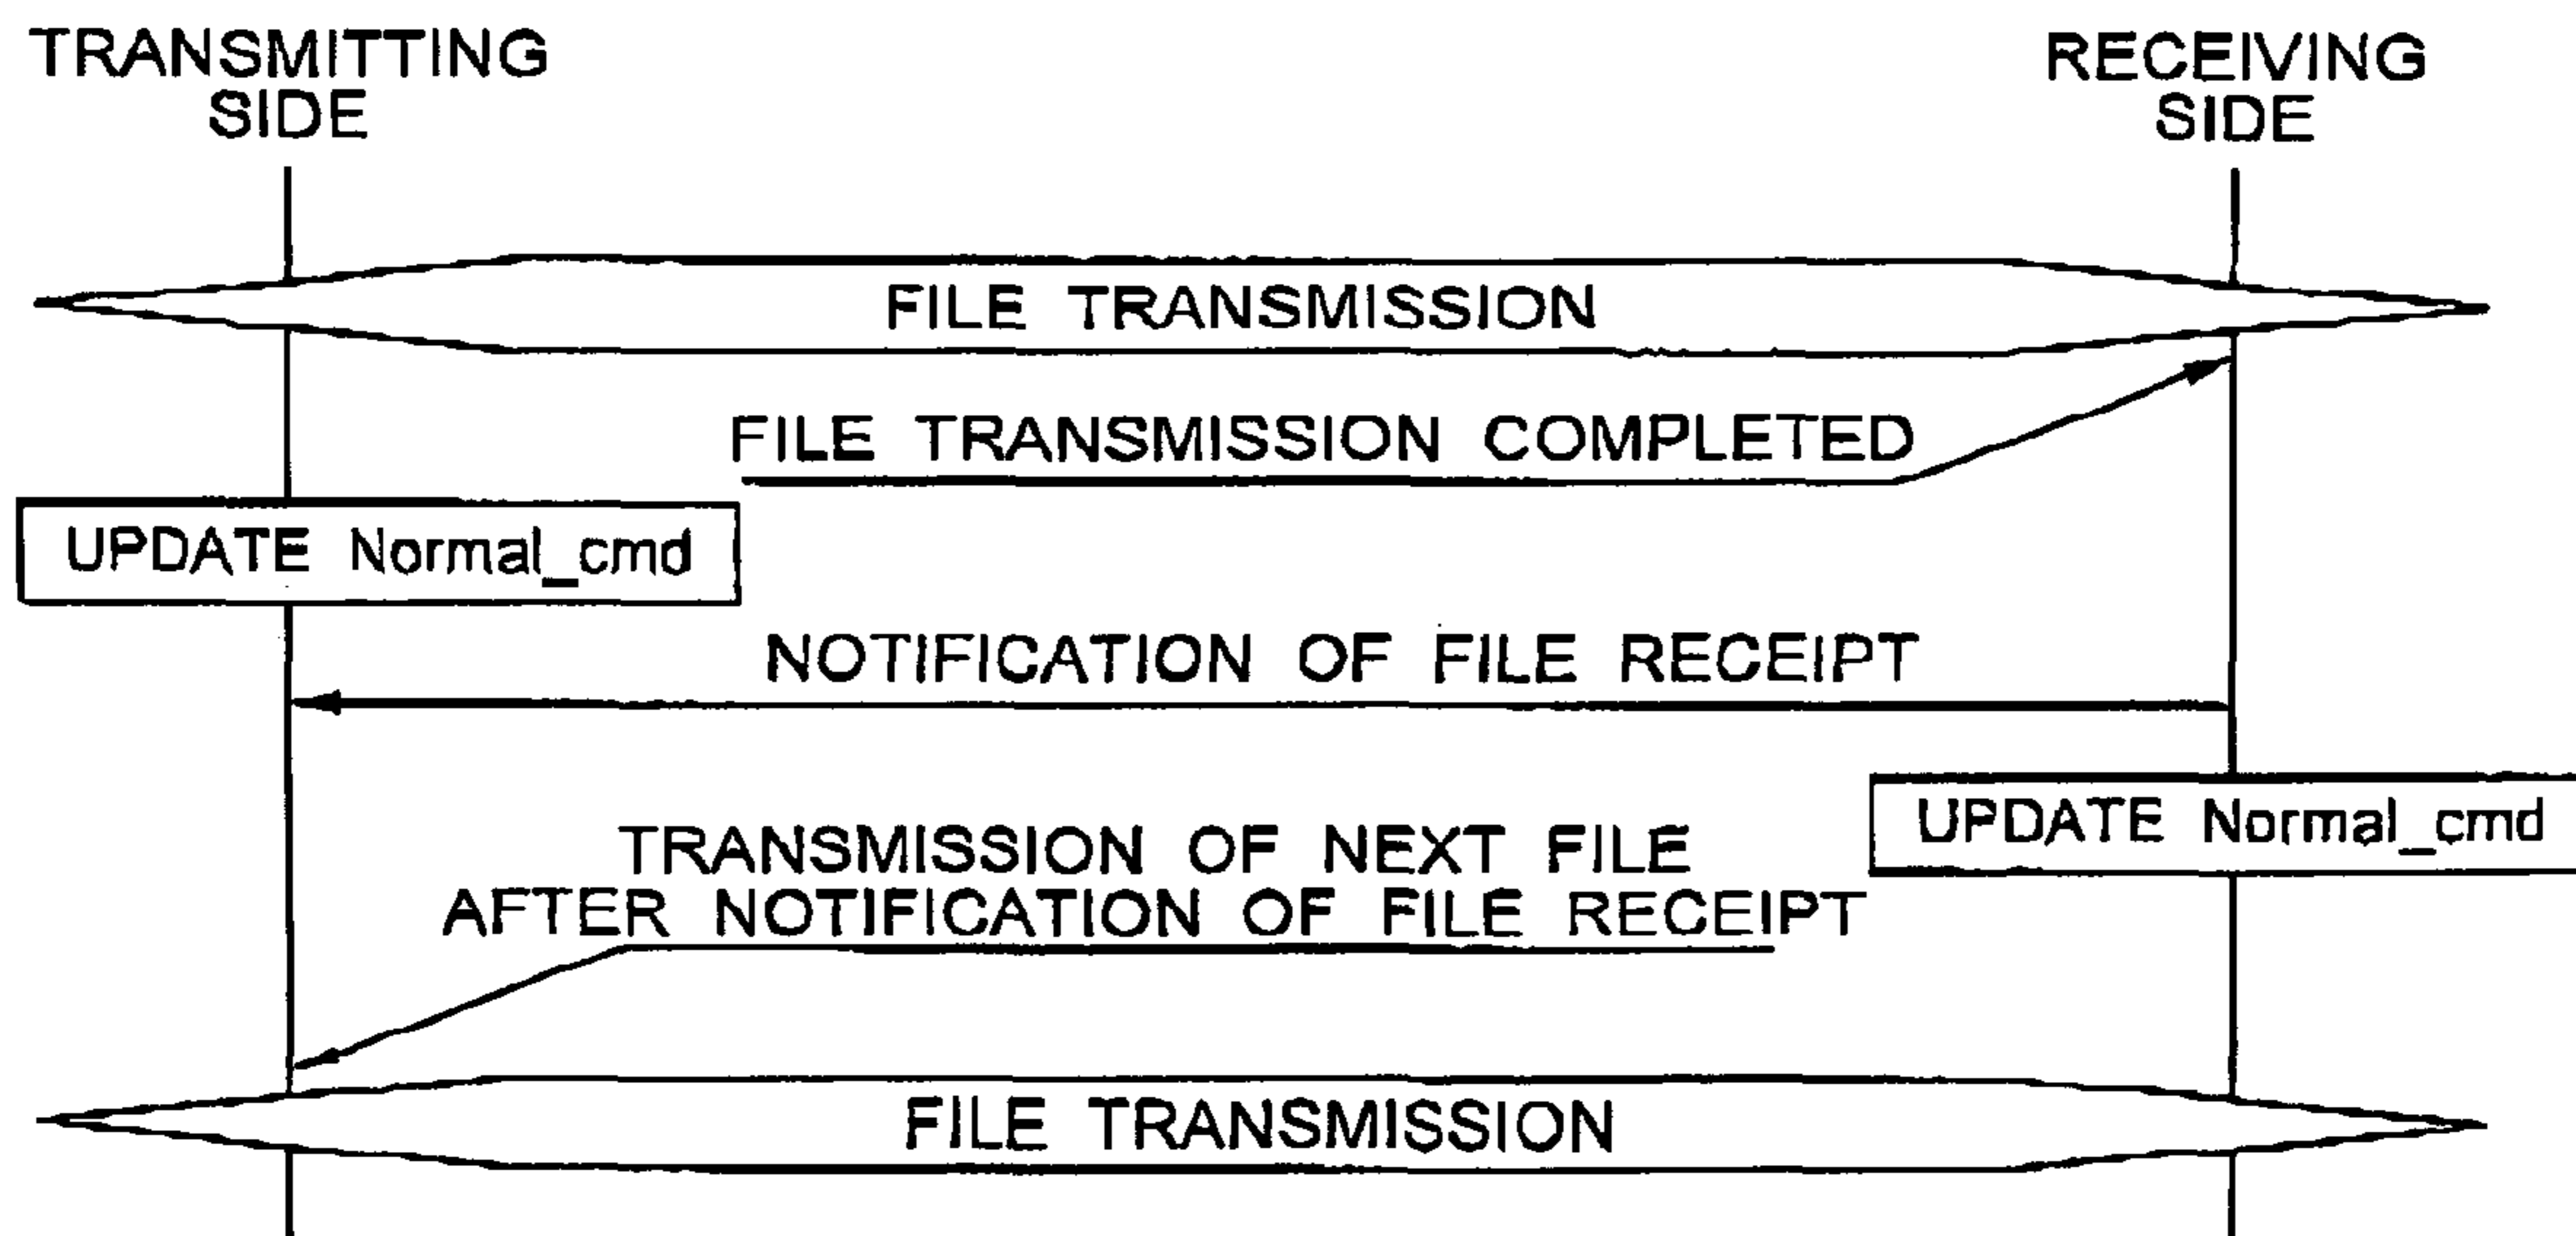 TRANSMITTING
SIDE
RECEIVING
SIDE
FILE TRANSMISSION
FILE TRANSMISSION COMPLETED
UPDATE Normal_cmd
NOTIFICATION OF FILE RECEIPT
UPDATE Normal_cmd
TRANSMISSION OF NEXT FILE
AFTER NOTIFICATION OF FILE RECEIPT
FILE TRANSMISSION